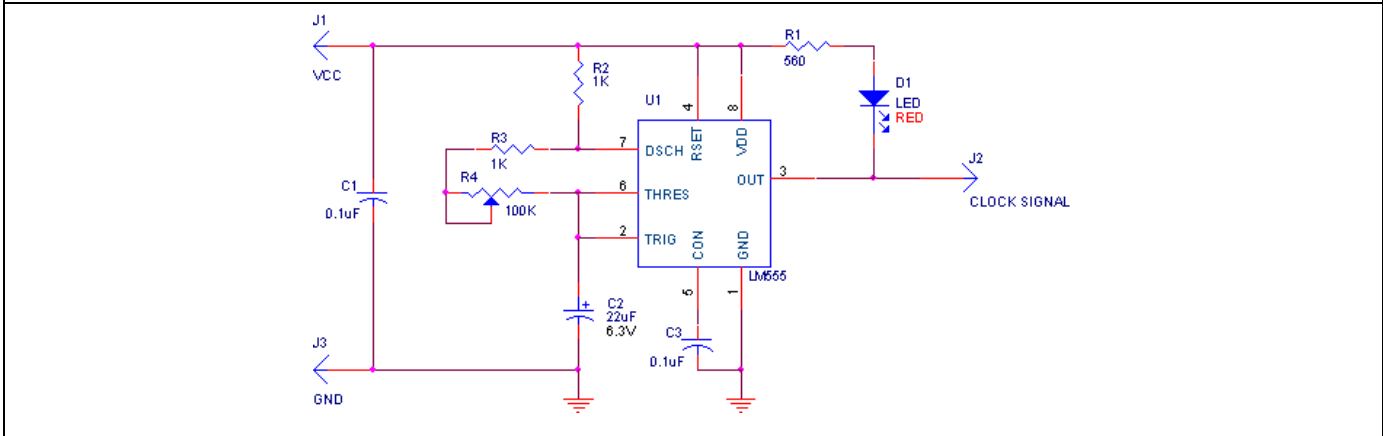 J1
VCC
R2
1K
R1
560
D1
LED
RED
U1
4
RSET
8
VDD
R3
1K
7
DSCH
R4
100K
6
THRES
OUT
3
J2
CLOCK SIGNAL
C1
0.1uF
2
TRIG
CON
GND
LM555
5
1
C2
22uF
6.3V
+
C3
0.1uF
J3
GND